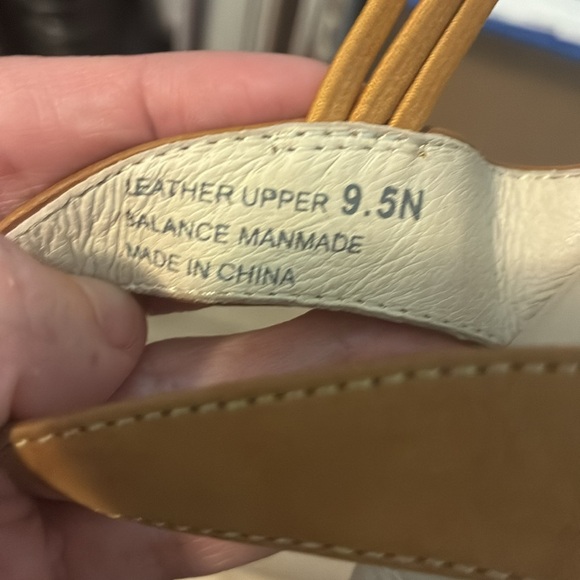 LEATHER UPPER 9.5N
BALANCE MANMADE
MADE IN CHINA